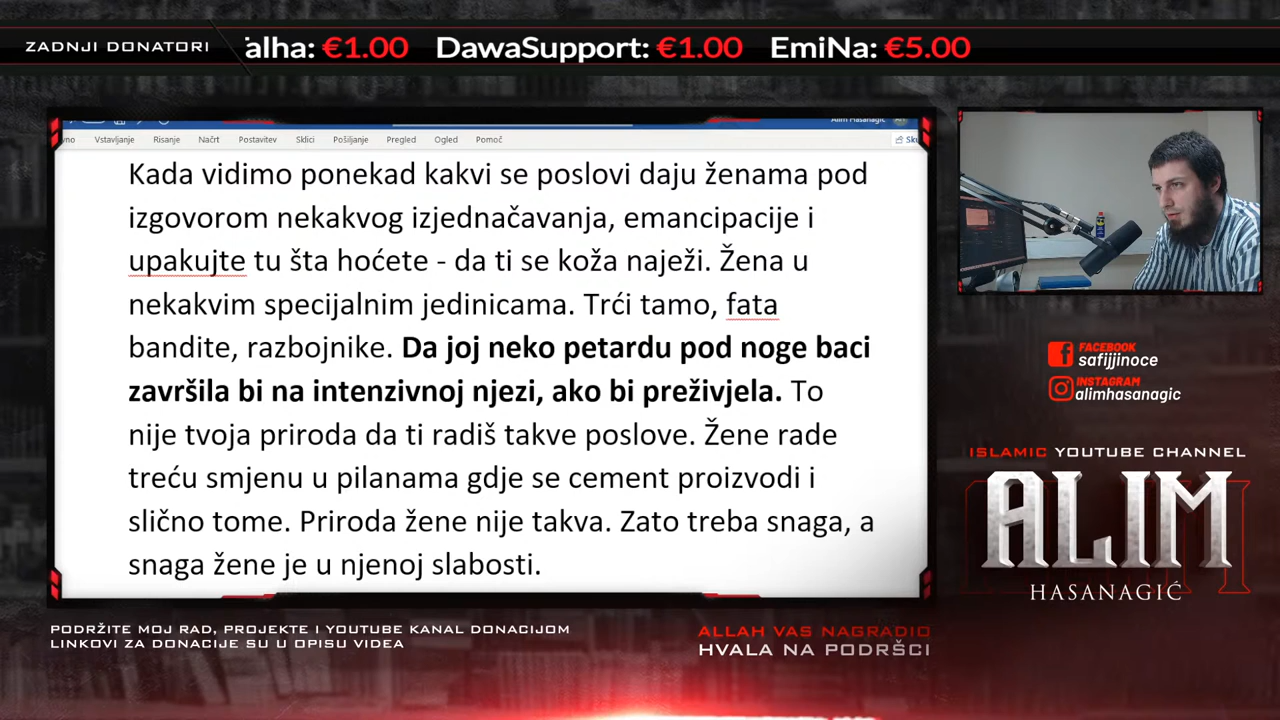 ZADNJI DONATORI
alha: €1.00 DawaSupport: €1.00 EmiNa: €5.00
Alim Hasanagić
Vstavljanje Risanje Načrt Postavitev Sklici Pošiljanje Pregled Ogled Pomoč
Kada vidimo ponekad kakvi se poslovi daju ženama pod
izgovorom nekakvog izjednačavanja, emancipacije i
upakujte tu šta hoćete - da ti se koža naježi. Žena u
nekakvim specijalnim jedinicama. Trći tamo, fata
bandite, razbojnike. Da joj neko petardu pod noge baci
završila bi na intenzivnoj njezi, ako bi preživjela. To
nije tvoja priroda da ti radiš takve poslove. Žene rade
treću smjenu u pilanama gdje se cement proizvodi i
slično tome. Priroda žene nije takva. Zato treba snaga, a
snaga žene je u njenoj slabosti.
FACEBOOK
safijjinoce
INSTAGRAM
alimhasanagic
ISLAMIC YOUTUBE CHANNEL
ALIM
HASANAGIĆ
PODRŽITE MOJ RAD, PROJEKTE I YOUTUBE KANAL DONACIJOM
LINKOVI ZA DONACIJE SU U OPISU VIDEA
ALLAH VAS NAGRADIO
HVALA NA PODRŠCI